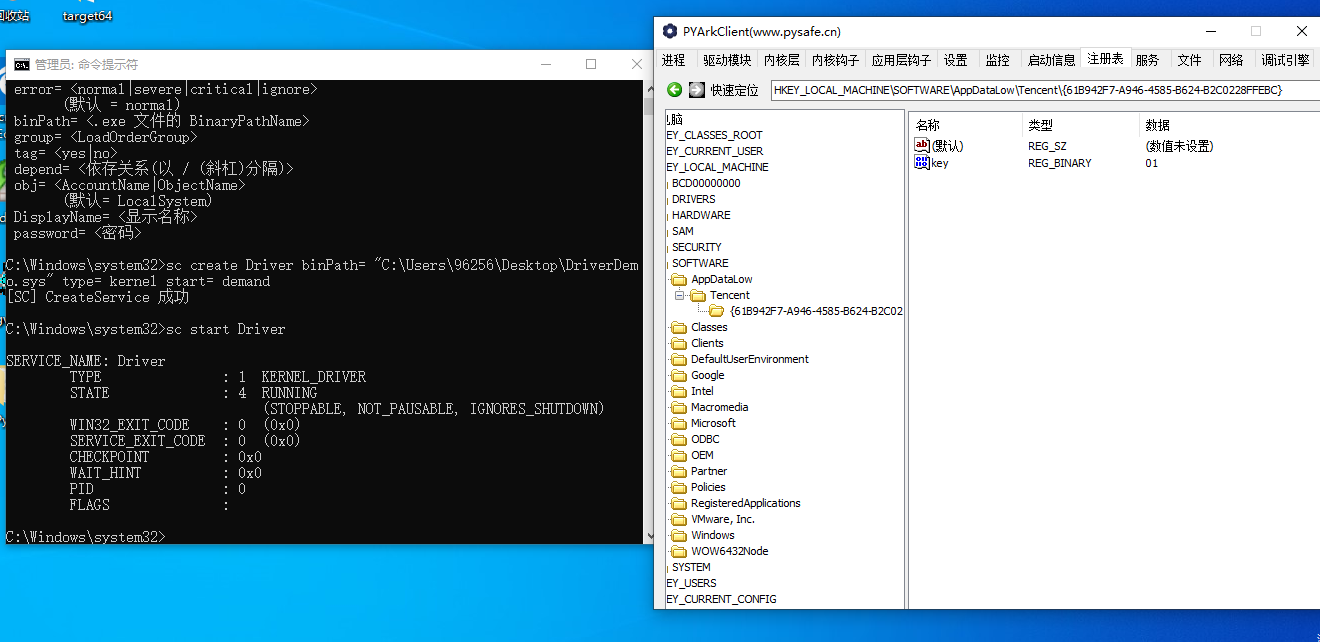 回收站
target64
管理员: 命令提示符
error= <normal|severe|critical|ignore>
(默认 = normal)
binPath= <.exe 文件的 BinaryPathName>
group= <LoadOrderGroup>
tag= <yes|no>
depend= <依存关系(以 / (斜杠)分隔)>
obj= <AccountName|ObjectName>
(默认= LocalSystem)
DisplayName= <显示名称>
password= <密码>
C:\Windows\system32>sc create Driver binPath= "C:\Users\96256\Desktop\DriverDem
o.sys" type= kernel start= demand
[SC] CreateService 成功
C:\Windows\system32>sc start Driver
SERVICE_NAME: Driver
TYPE : 1 KERNEL_DRIVER
STATE : 4 RUNNING
(STOPPABLE, NOT_PAUSABLE, IGNORES_SHUTDOWN)
WIN32_EXIT_CODE : 0 (0x0)
SERVICE_EXIT_CODE : 0 (0x0)
CHECKPOINT : 0x0
WAIT_HINT : 0x0
PID : 0
FLAGS :
C:\Windows\system32>
PYArkClient(www.pysafe.cn)
进程 驱动模块 内核层 内核钩子 应用层钩子 设置 监控 启动信息 注册表 服务 文件 网络 调试引擎
快速定位 HKEY_LOCAL_MACHINE\SOFTWARE\AppDataLow\Tencent\{61B942F7-A946-4585-B624-B2C0228FFEBC}
脑
EY_CLASSES_ROOT
EY_CURRENT_USER
EY_LOCAL_MACHINE
BCD00000000
DRIVERS
HARDWARE
SAM
SECURITY
SOFTWARE
AppDataLow
Tencent
{61B942F7-A946-4585-B624-B2C02
Classes
Clients
DefaultUserEnvironment
Google
Intel
Macromedia
Microsoft
ODBC
OEM
Partner
Policies
RegisteredApplications
VMware, Inc.
Windows
WOW6432Node
SYSTEM
EY_USERS
EY_CURRENT_CONFIG
名称 类型 数据
(默认) REG_SZ (数值未设置)
key REG_BINARY 01